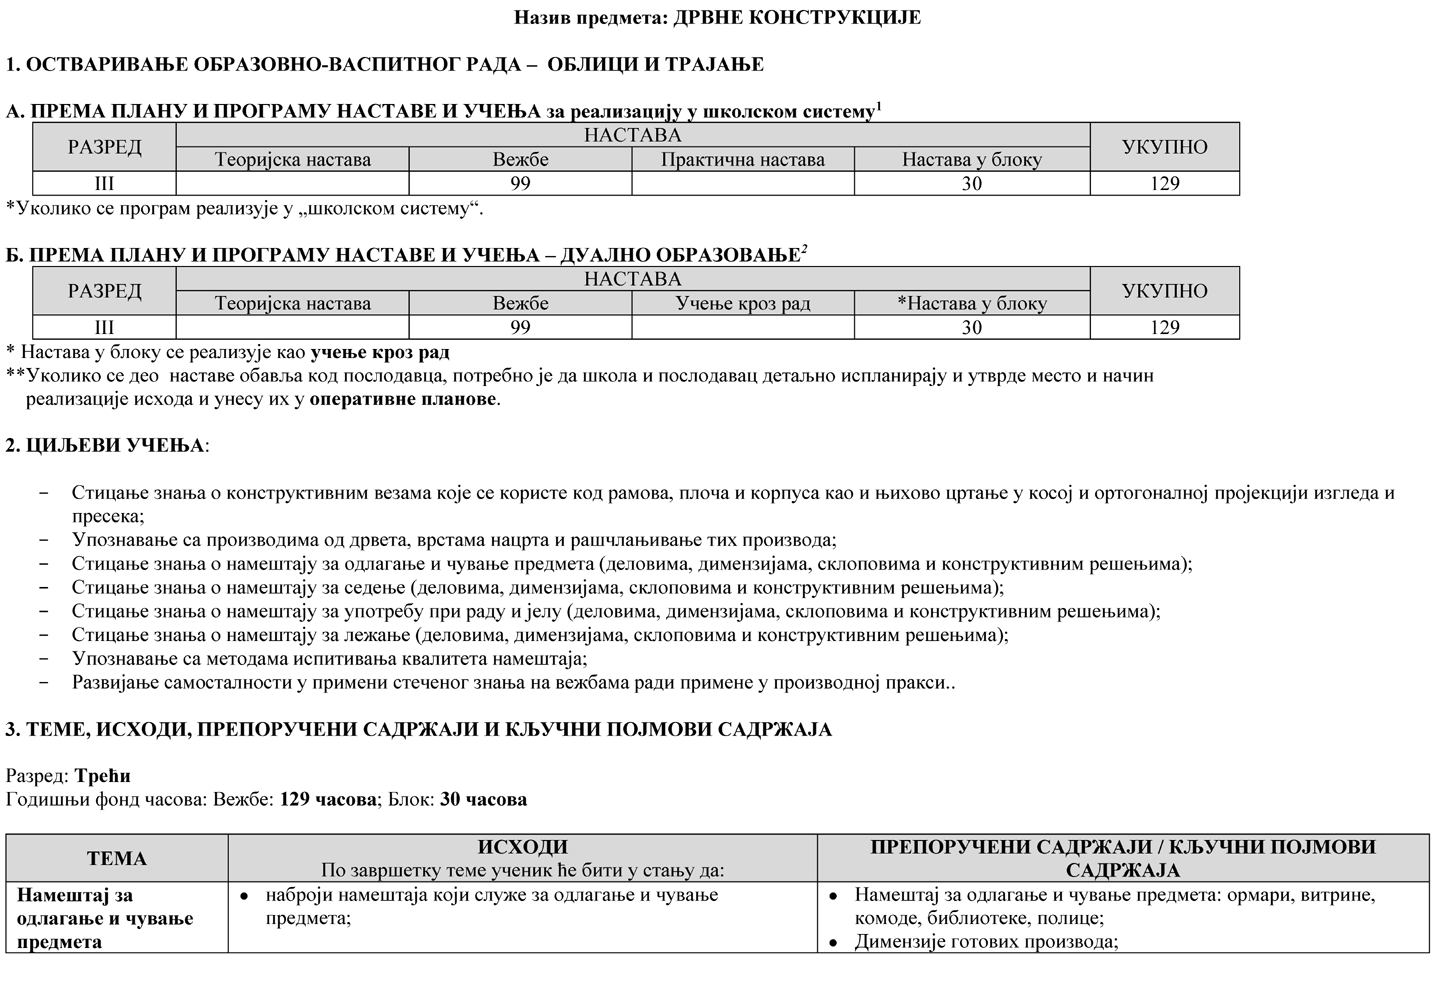 Назив предмета: ДРВНЕ КОНСТРУКЦИЈЕ
1. ОСТВАРИВАЊЕ ОБРАЗОВНО-ВАСПИТНОГ РАДА – ОБЛИЦИ И ТРАЈАЊЕ
А. ПРЕМА ПЛАНУ И ПРОГРАМУ НАСТАВЕ И УЧЕЊА за реализацију у школском систему1
РАЗРЕД НАСТАВА УКУПНО
Теоријска настава Вежбе Практична настава Настава у блоку
III 99 30 129
*Уколико се програм реализује у „школском систему“.
Б. ПРЕМА ПЛАНУ И ПРОГРАМУ НАСТАВЕ И УЧЕЊА – ДУАЛНО ОБРАЗОВАЊЕ2
РАЗРЕД НАСТАВА УКУПНО
Теоријска настава Вежбе Учење кроз рад *Настава у блоку
III 99 30 129
* Настава у блоку се реализује као учење кроз рад
**Уколико се део наставе обавља код послодавца, потребно је да школа и послодавац детаљно испланирају и утврде место и начин
реализације исхода и унесу их у оперативне планове.
2. ЦИЉЕВИ УЧЕЊА:
– Стицање знања о конструктивним везама које се користе код рамова, плоча и корпуса као и њихово цртање у косој и ортогоналној пројекцији изгледа и
пресека;
– Упознавање са производима од дрвета, врстама нацрта и рашчлањивање тих производа;
– Стицање знања о намештају за одлагање и чување предмета (деловима, димензијама, склоповима и конструктивним решењима);
– Стицање знања о намештају за седење (деловима, димензијама, склоповима и конструктивним решењима);
– Стицање знања о намештају за употребу при раду и јелу (деловима, димензијама, склоповима и конструктивним решењима);
– Стицање знања о намештају за лежање (деловима, димензијама, склоповима и конструктивним решењима);
– Упознавање са методама испитивања квалитета намештаја;
– Развијање самосталности у примени стеченог знања на вежбама ради примене у производној пракси..
3. ТЕМЕ, ИСХОДИ, ПРЕПОРУЧЕНИ САДРЖАЈИ И КЉУЧНИ ПОЈМОВИ САДРЖАЈА
Разред: Трећи
Годишњи фонд часова: Вежбе: 129 часова; Блок: 30 часова
ТЕМА
ИСХОДИ
По завршетку теме ученик ће бити у стању да:
ПРЕПОРУЧЕНИ САДРЖАЈИ / КЉУЧНИ ПОЈМОВИ
САДРЖАЈА
Намештај за
одлагање и чување
предмета
• наброји намештаја који служе за одлагање и чување
предмета;
• Намештај за одлагање и чување предмета: ормари, витрине,
комоде, библиотеке, полице;
• Димензије готових производа;